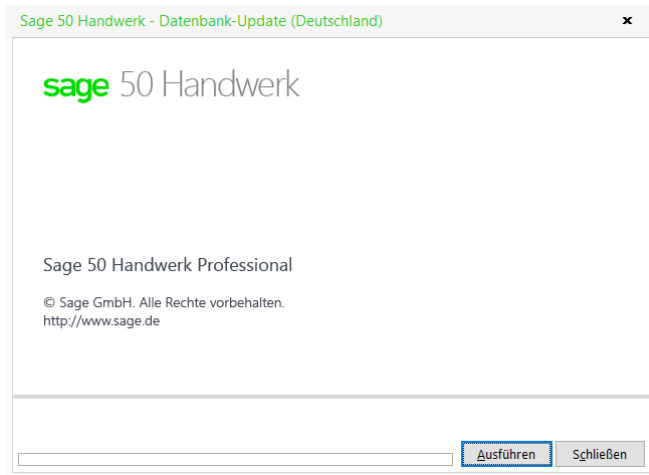 Sage 50 Handwerk - Datenbank-Update (Deutschland)
sage 50 Handwerk
Sage 50 Handwerk Professional
© Sage GmbH. Alle Rechte vorbehalten.
http://www.sage.de
Ausführen Schließen